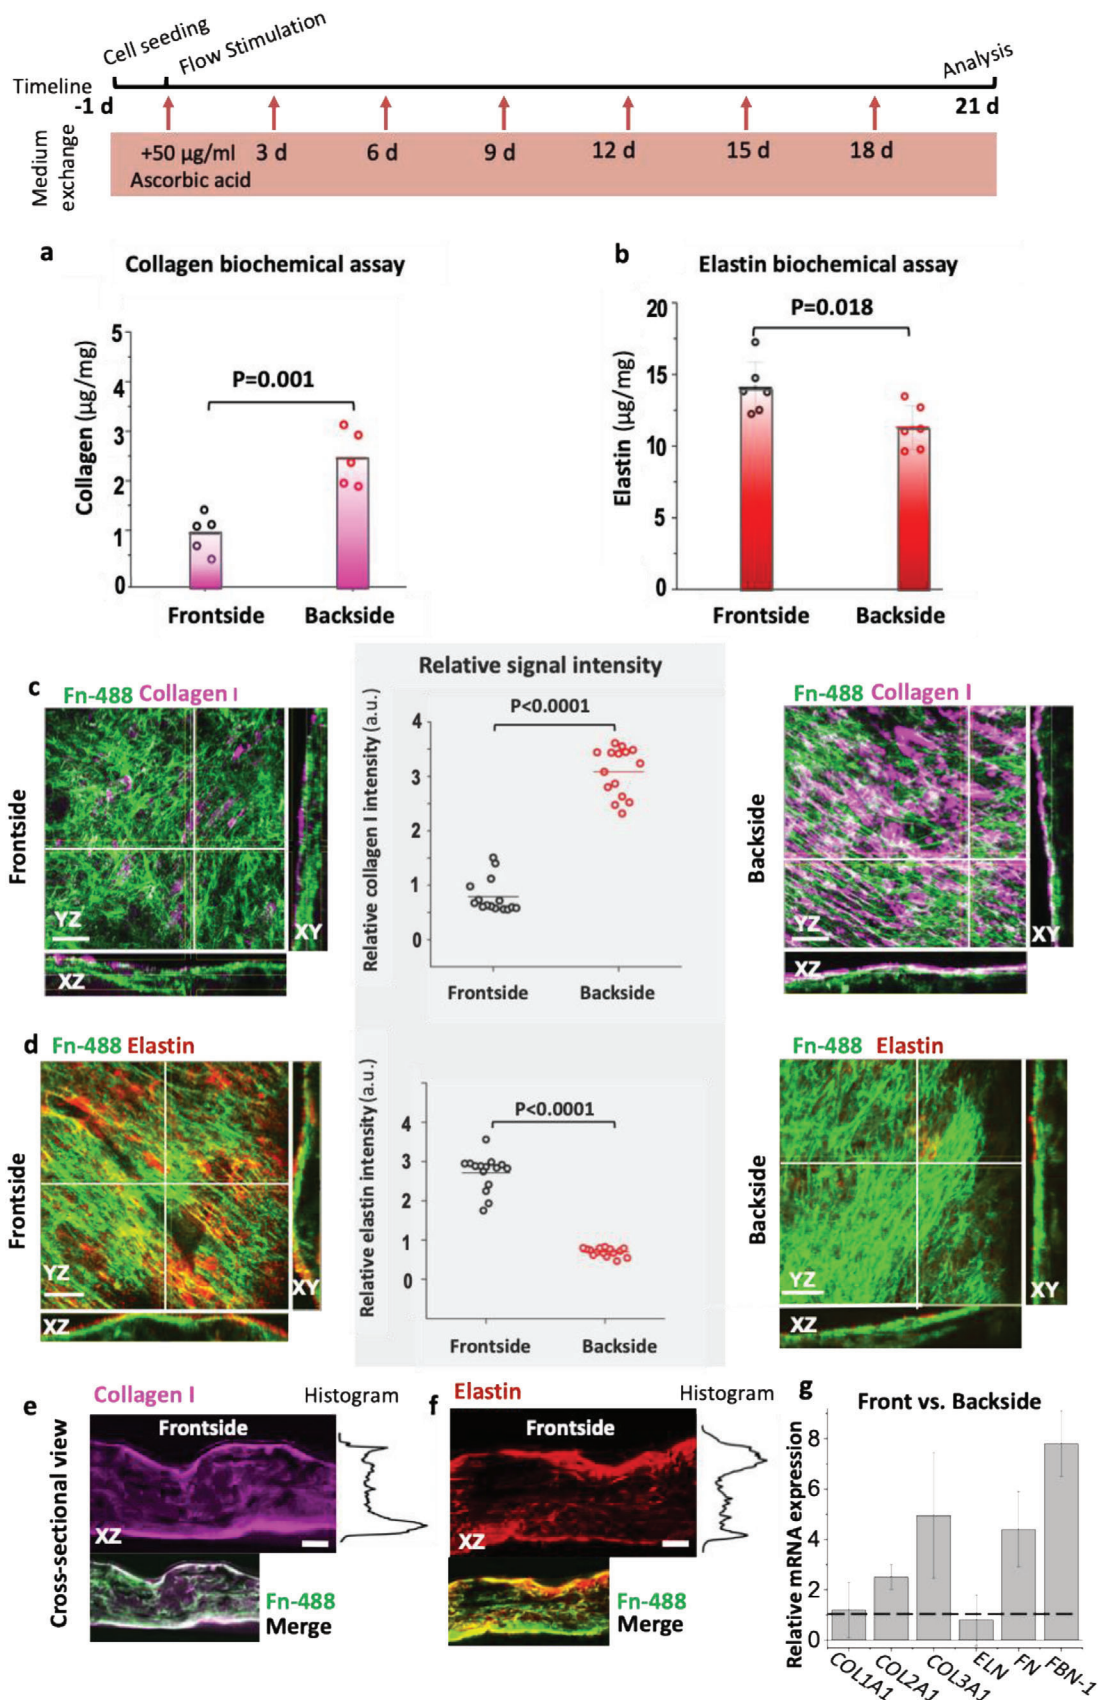 Cell seeding
Flow Stimulation
Analysis
Timeline
-1 d
21 d
Medium
exchange
+50 µg/ml
Ascorbic acid
3 d
6 d
9 d
12 d
15 d
18 d
a
Collagen biochemical assay
Collagen (µg/mg)
5
4
3
2
1
0
P=0.001
Frontside
Backside
b
Elastin biochemical assay
Elastin (µg/mg)
20
15
10
5
0
P=0.018
Frontside
Backside
c
Fn-488 Collagen I
Frontside
YZ
XY
XZ
Relative signal intensity
Relative collagen I intensity (a.u.)
4
3
2
1
0
P<0.0001
Frontside
Backside
Fn-488 Collagen I
Backside
YZ
XY
XZ
d
Fn-488 Elastin
Frontside
YZ
XY
XZ
Relative elastin intensity (a.u.)
4
3
2
1
0
P<0.0001
Frontside
Backside
Fn-488 Elastin
Backside
YZ
XY
XZ
e
Collagen I
Histogram
Cross-sectional view
Frontside
XZ
Fn-488
Merge
f
Elastin
Histogram
Frontside
XZ
Fn-488
Merge
g
Front vs. Backside
Relative mRNA expression
8
6
4
2
0
COL1A1
COL2A1
COL3A1
ELN
FN
FBN-1